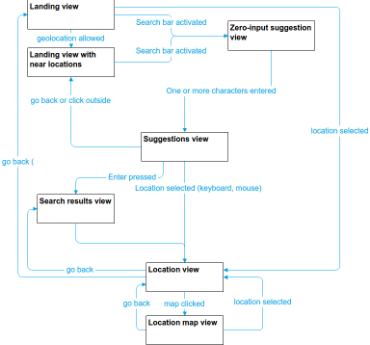 Landing view
Search bar activated
geolocation allowed
Zero-input suggestion
view
Search bar activated
Landing view with
near locations
One or more characters entered
go back or click outside
location selected
Suggestions view
go back (
Enter pressed
Location selected (keyboard, mouse)
Search results view
go back
Location view
go back
map clicked
location selected
Location map view